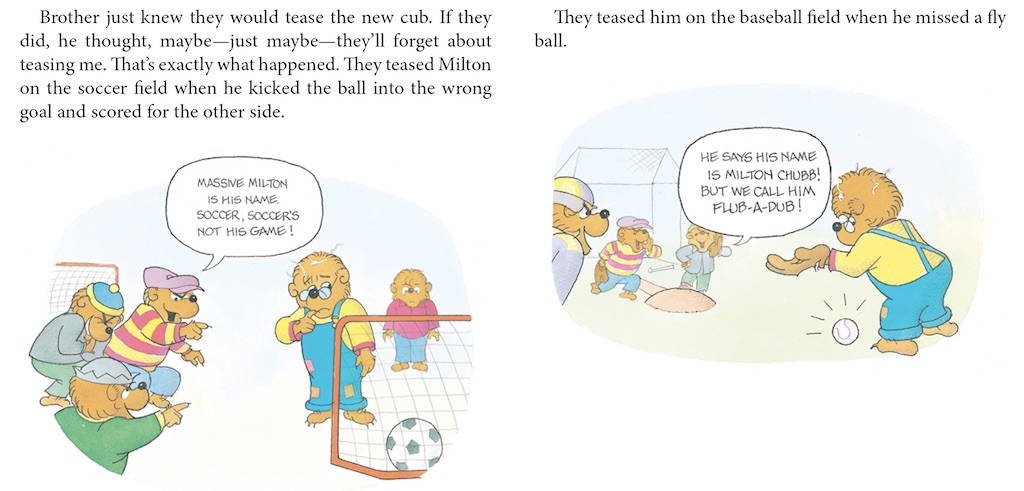 Brother just knew they would tease the new cub. If they
did, he thought, maybe—just maybe—they’ll forget about
teasing me. That’s exactly what happened. They teased Milton
on the soccer field when he kicked the ball into the wrong
goal and scored for the other side.
MASSIVE MILTON
IS HIS NAME.
SOCCER, SOCCER'S
NOT HIS GAME!
They teased him on the baseball field when he missed a fly
ball.
HE SAYS HIS NAME
IS MILTON CHUBB!
BUT WE CALL HIM
FLUB-A-DUB!